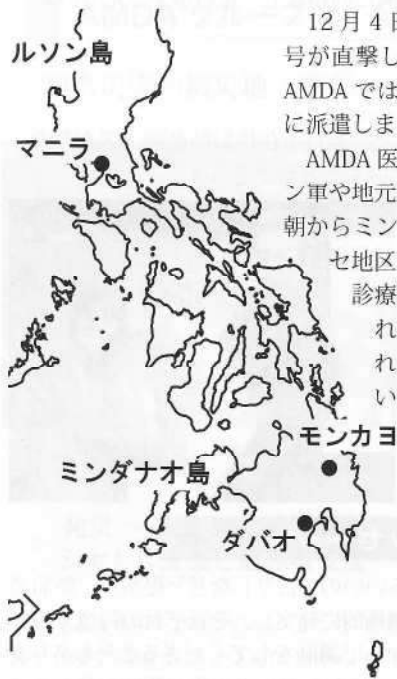 ルソン島
マニラ
ミンダナオ島
モンカヨ
ダバオ
12月4日
号が直撃し
AMDAでは
に派遣しま
AMDA医
ン軍や地元
朝からミン
セ地区
診療
れ
れ
い